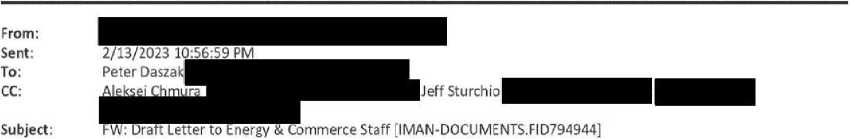 From:
Sent: 2/13/2023 10:56:59 PM
To: Peter Daszak
CC: Aleksei Chmura Jeff Sturchio
Subject: FW: Draft Letter to Energy & Commerce Staff [IMAN-DOCUMENTS.FID794944]